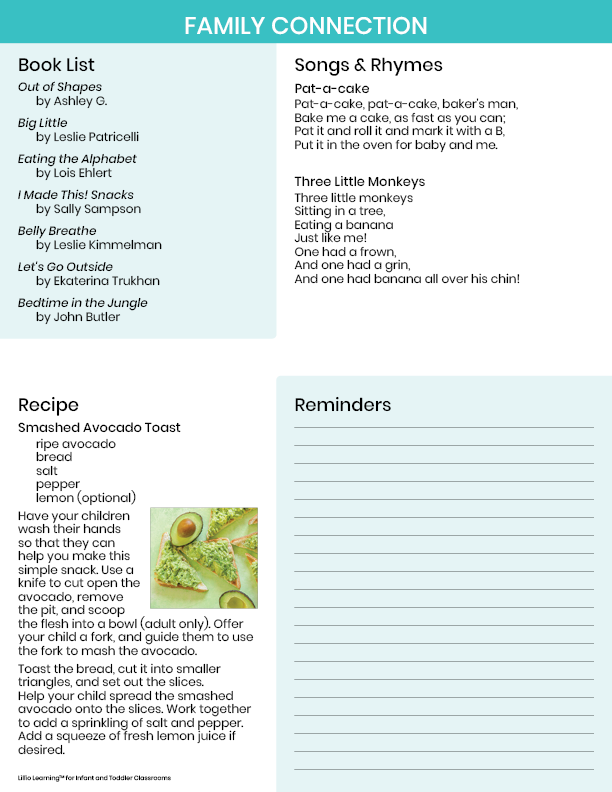 FAMILY CONNECTION
Book List
Out of Shapes
by Ashley G.
Big Little
by Leslie Patricelli
Eating the Alphabet
by Lois Ehlert
I Made This! Snacks
by Sally Sampson
Belly Breathe
by Leslie Kimmelman
Let's Go Outside
by Ekaterina Trukhan
Bedtime in the Jungle
by John Butler
Songs & Rhymes
Pat-a-cake
Pat-a-cake, pat-a-cake, baker's man,
Bake me a cake, as fast as you can;
Pat it and roll it and mark it with a B,
Put it in the oven for baby and me.
Three Little Monkeys
Three little monkeys
Sitting in a tree,
Eating a banana
Just like me!
One had a frown,
And one had a grin,
And one had banana all over his chin!
Recipe
Smashed Avocado Toast
ripe avocado
bread
salt
pepper
lemon (optional)
Have your children
wash their hands
so that they can
help you make this
simple snack. Use a
knife to cut open the
avocado, remove
the pit, and scoop
the flesh into a bowl (adult only). Offer
your child a fork, and guide them to use
the fork to mash the avocado.
Toast the bread, cut it into smaller
triangles, and set out the slices.
Help your child spread the smashed
avocado onto the slices. Work together
to add a sprinkling of salt and pepper.
Add a squeeze of fresh lemon juice if
desired.
Lillio Learning™ for Infant and Toddler Classrooms
Reminders